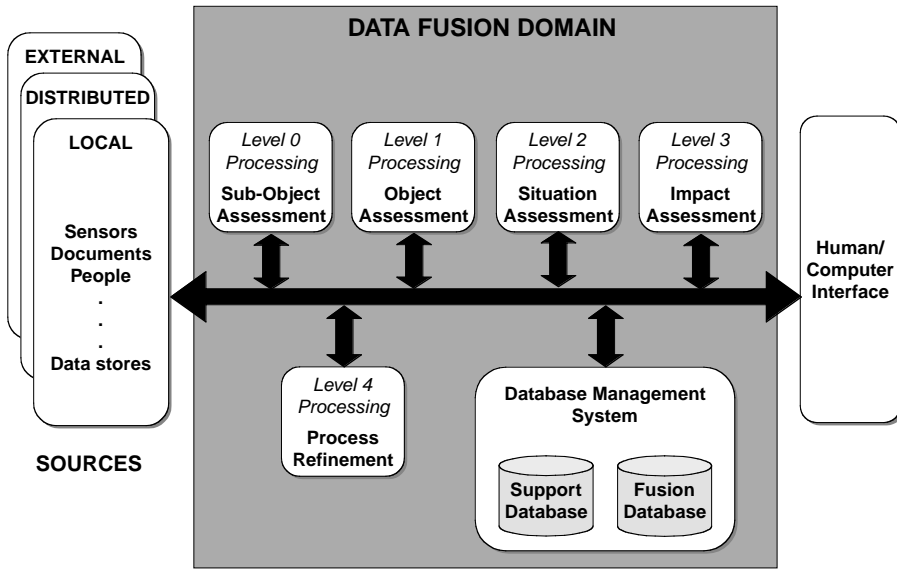 DATA FUSION DOMAIN
EXTERNAL
DISTRIBUTED
LOCAL
Sensors
Documents
People
.
.
.
Data stores
SOURCES
Level 0
Processing
Sub-Object
Assessment
Level 1
Processing
Object
Assessment
Level 2
Processing
Situation
Assessment
Level 3
Processing
Impact
Assessment
Human/
Computer
Interface
Level 4
Processing
Process
Refinement
Database Management
System
Support
Database
Fusion
Database